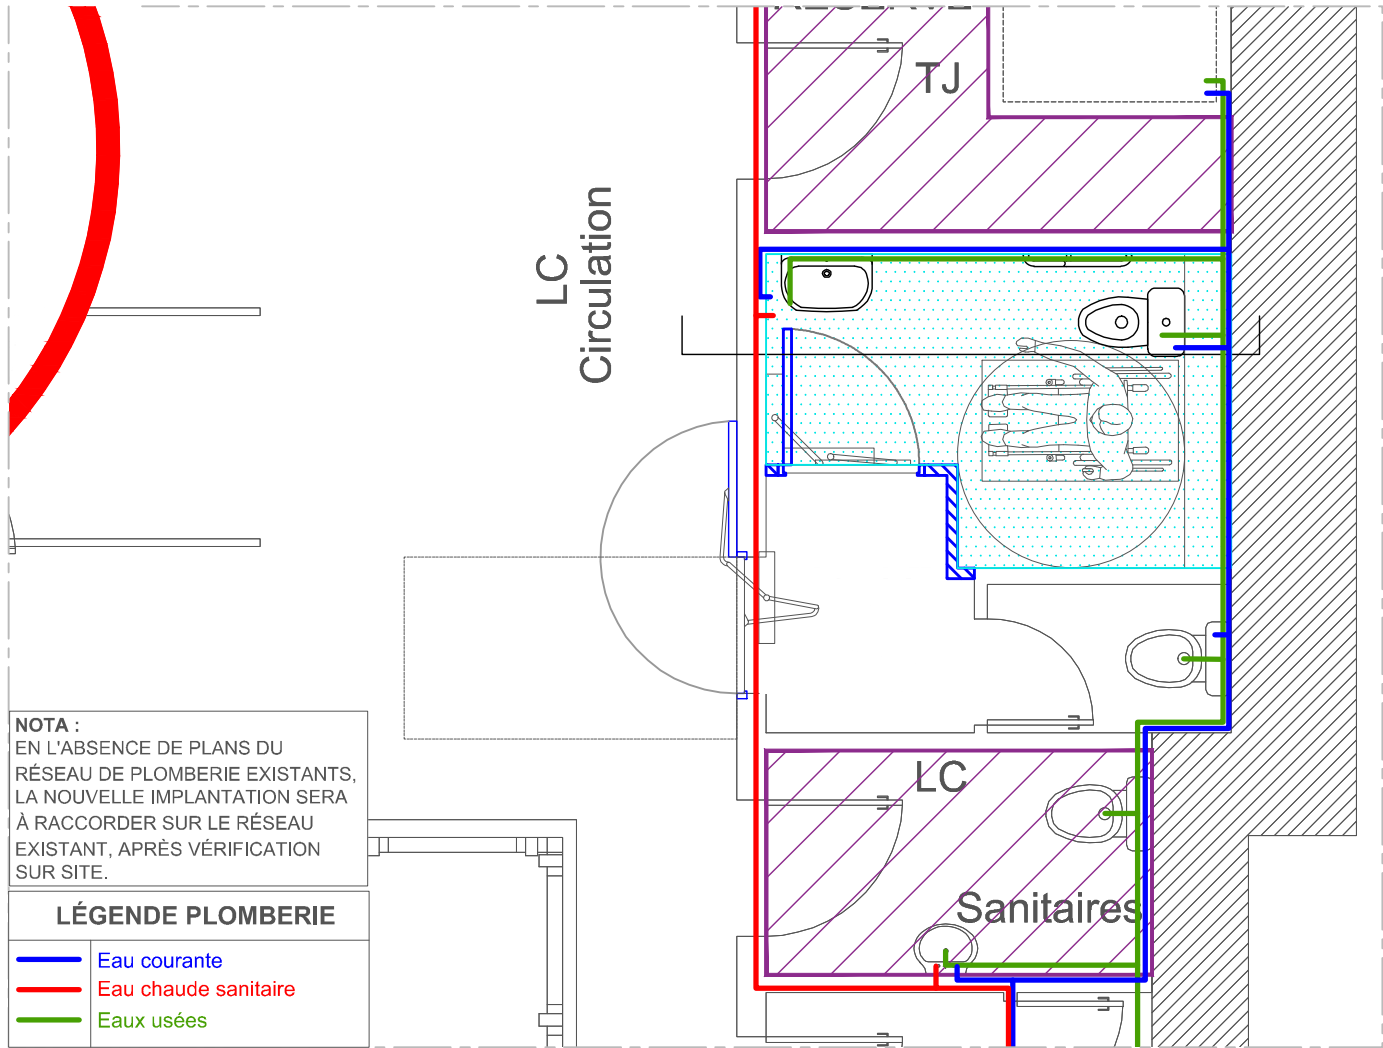 TJ
LC
Circulation
LC
Sanitaires
NOTA :
EN L'ABSENCE DE PLANS DU
RÉSEAU DE PLOMBERIE EXISTANTS,
LA NOUVELLE IMPLANTATION SERA
À RACCORDER SUR LE RÉSEAU
EXISTANT, APRÈS VÉRIFICATION
SUR SITE.
LÉGENDE PLOMBERIE
Eau courante
Eau chaude sanitaire
Eaux usées